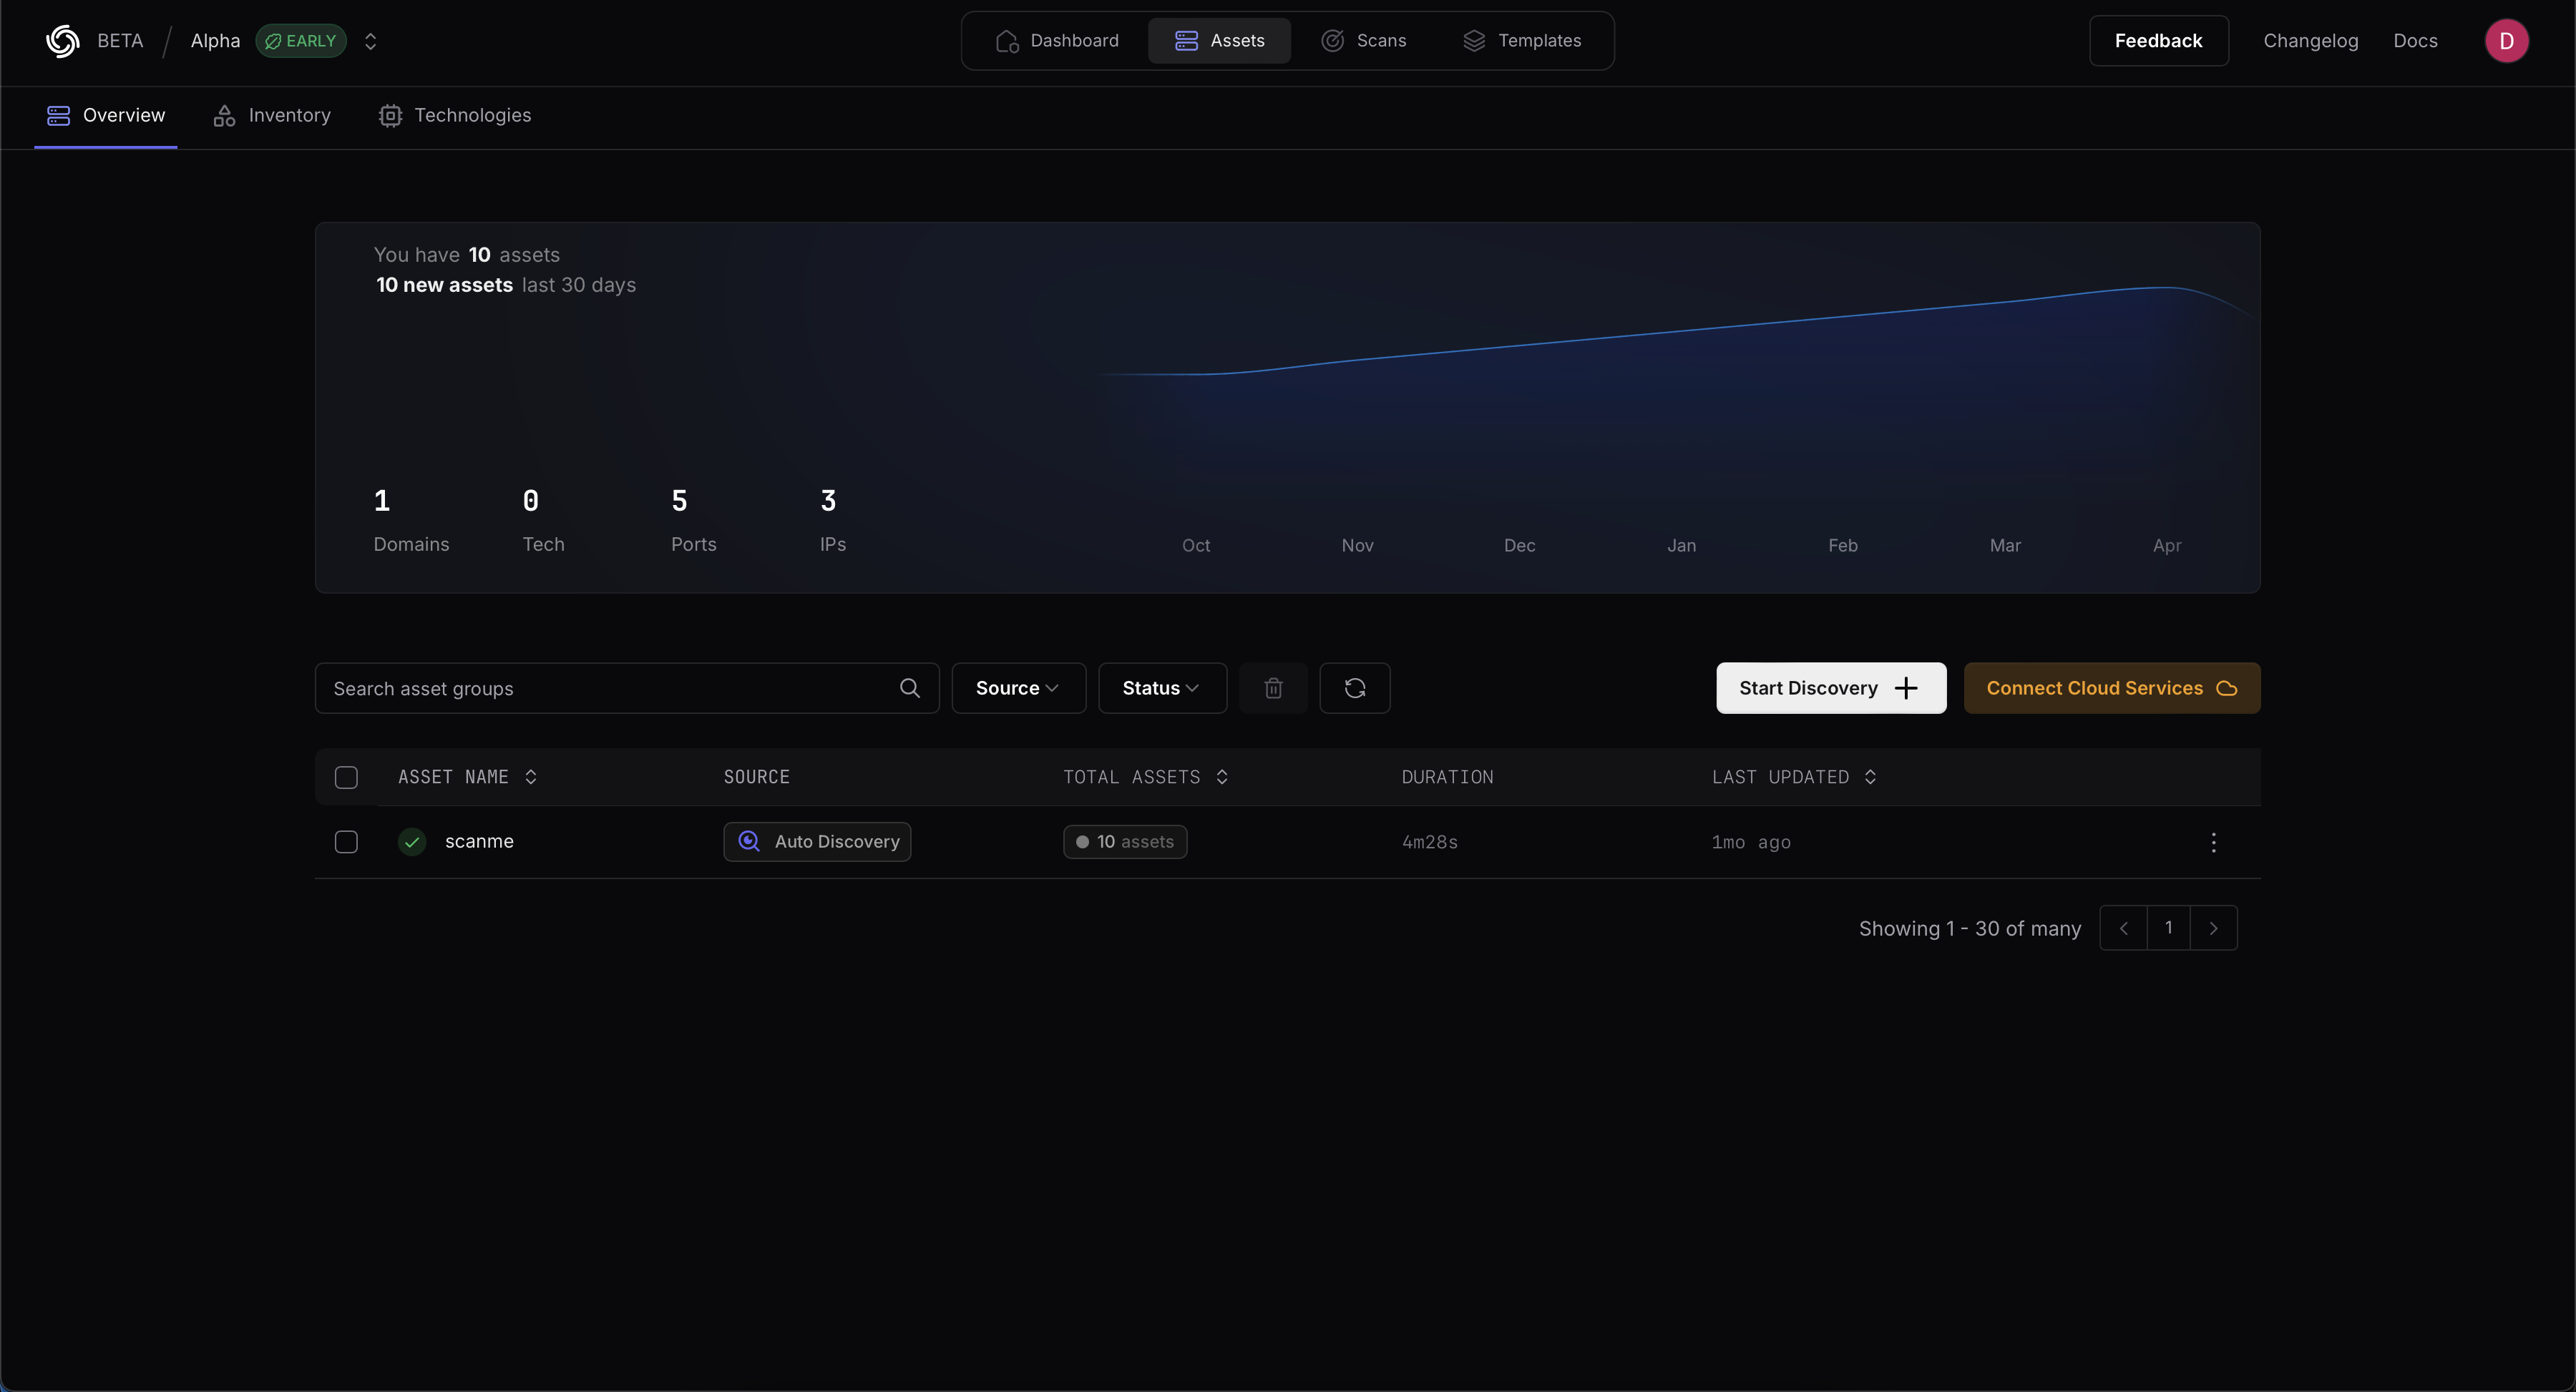 BETA / Alpha EARLY
Dashboard Assets Scans Templates
Feedback Changelog Docs D
Overview Inventory Technologies
You have 10 assets
10 new assets last 30 days
1 0 5 3
Domains Tech Ports IPs
Oct Nov Dec Jan Feb Mar Apr
Search asset groups Source Status Start Discovery Connect Cloud Services
ASSET NAME SOURCE TOTAL ASSETS DURATION LAST UPDATED
scanme Auto Discovery 10 assets 4m28s 1mo ago
Showing 1 - 30 of many 1